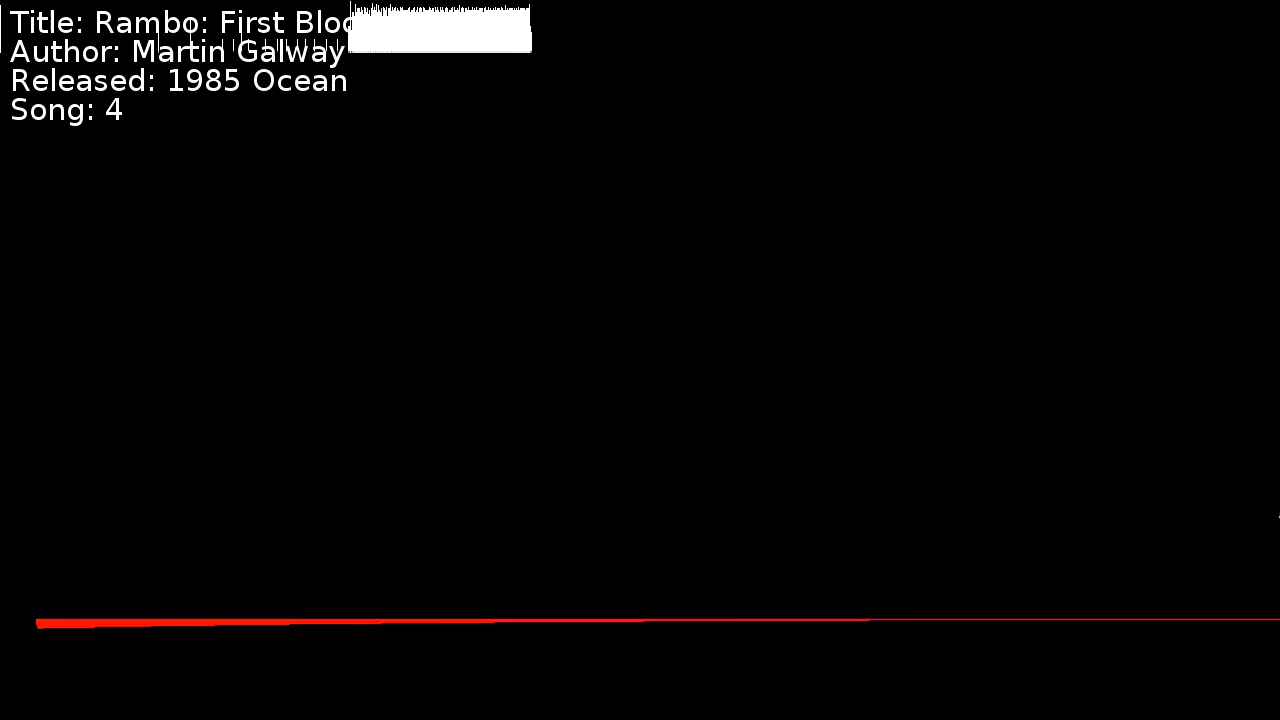 Title: Rambo: First Bloo
Author: Martin Galway
Released: 1985 Ocean
Song: 4